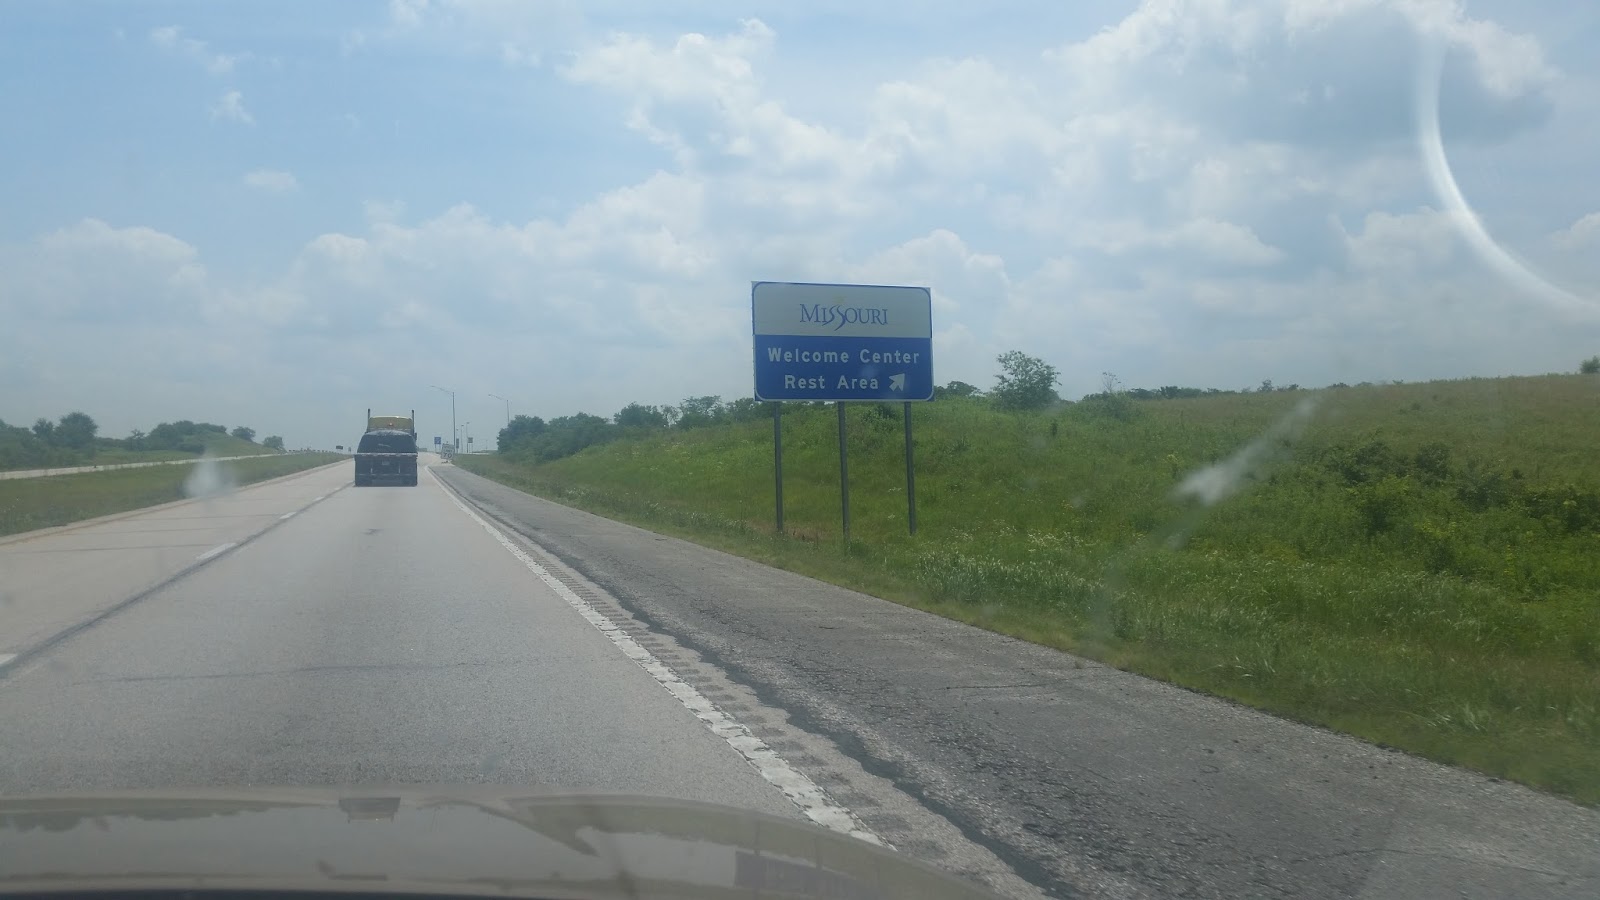 Missouri
Welcome Center
Rest Area